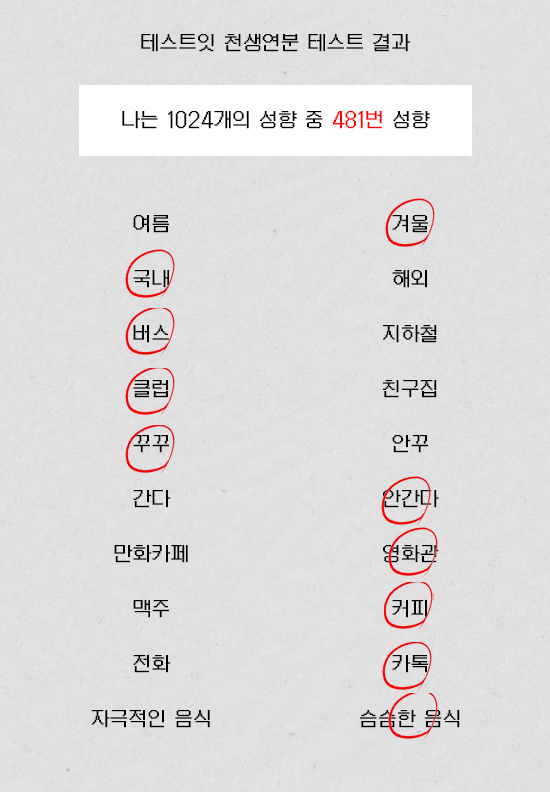 테스트잇 천생연분 테스트 결과
나는 1024개의 성향 중 481번 성향
여름 겨울
국내 해외
버스 지하철
클럽 친구집
꾸꾸 안꾸
간다 안간다
만화카페 영화관
맥주 커피
전화 카톡
자극적인 음식 슴슴한 음식